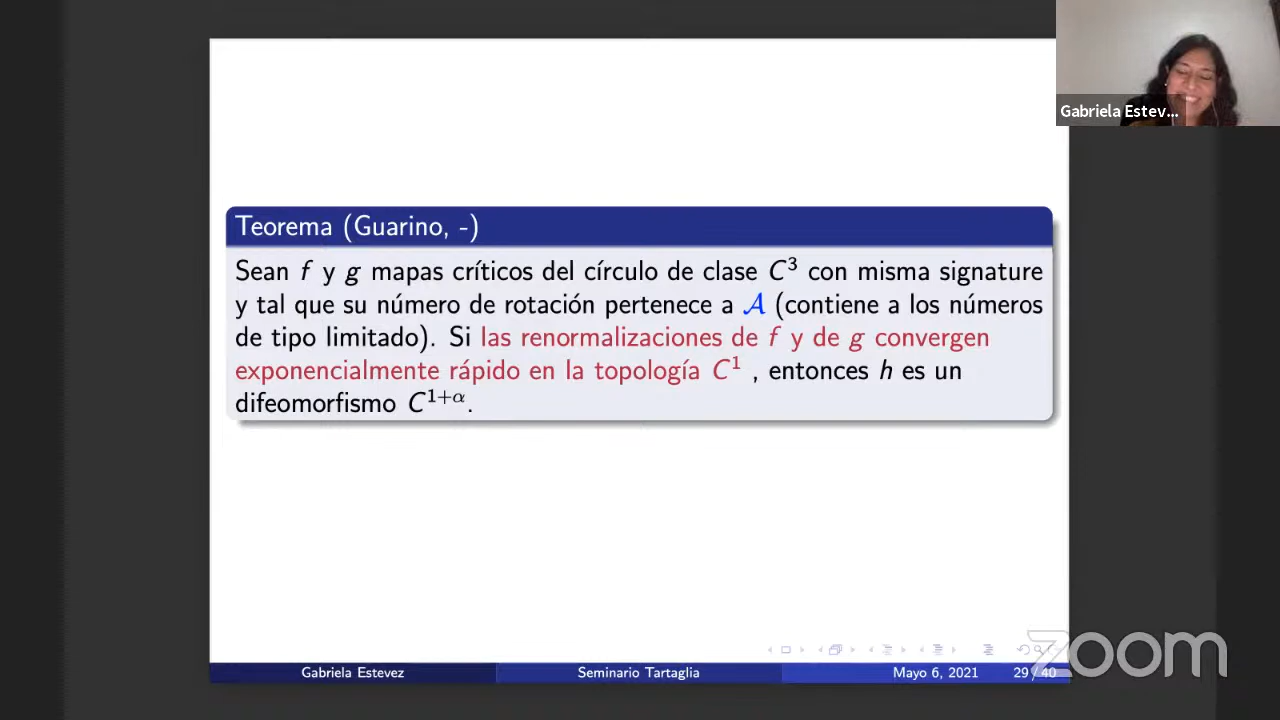 Gabriela Estev...
Teorema (Guarino, -)
Sean f y g mapas críticos del círculo de clase C³ con misma signature
y tal que su número de rotación pertenece a 𝒜 (contiene a los números
de tipo limitado). Si las renormalizaciones de f y de g convergen
exponencialmente rápido en la topología C¹ , entonces h es un
difeomorfismo C^{1+α}.
zoom
Gabriela Estevez Seminario Tartaglia Mayo 6, 2021 29 / 40